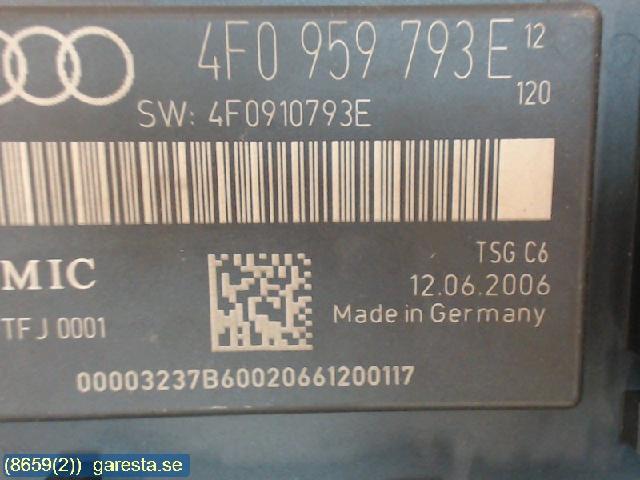 4F0 959 793E 12
120
SW: 4F0910793E
MIC
TSG C6
12.06.2006
TFJ 0001
Made in Germany
00003237B60020661200117
(8659(2)) garesta.se